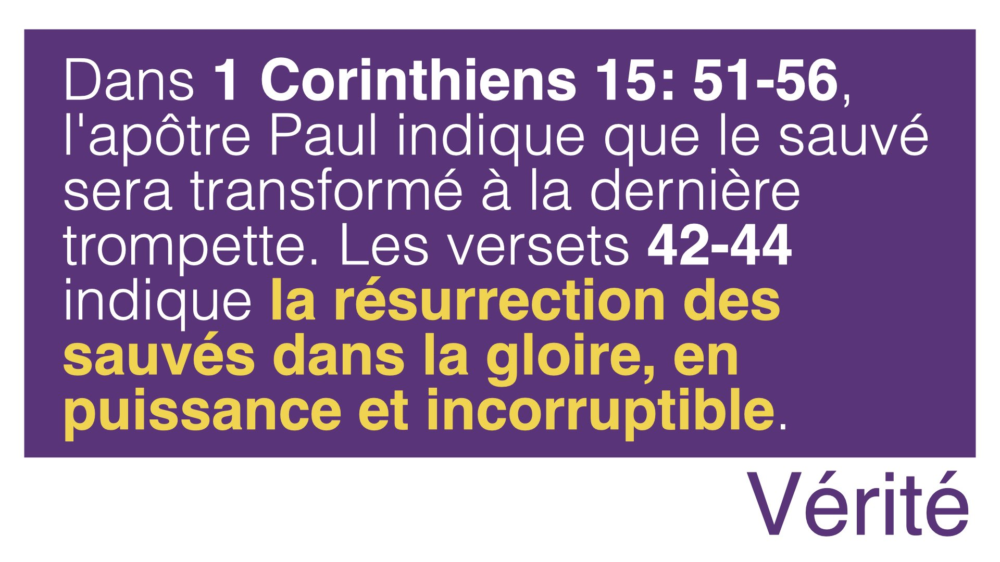 Dans 1 Corinthiens 15: 51-56,
l'apôtre Paul indique que le sauvé
sera transformé à la dernière
trompette. Les versets 42-44
indique la résurrection des
sauvés dans la gloire, en
puissance et incorruptible.
Vérité